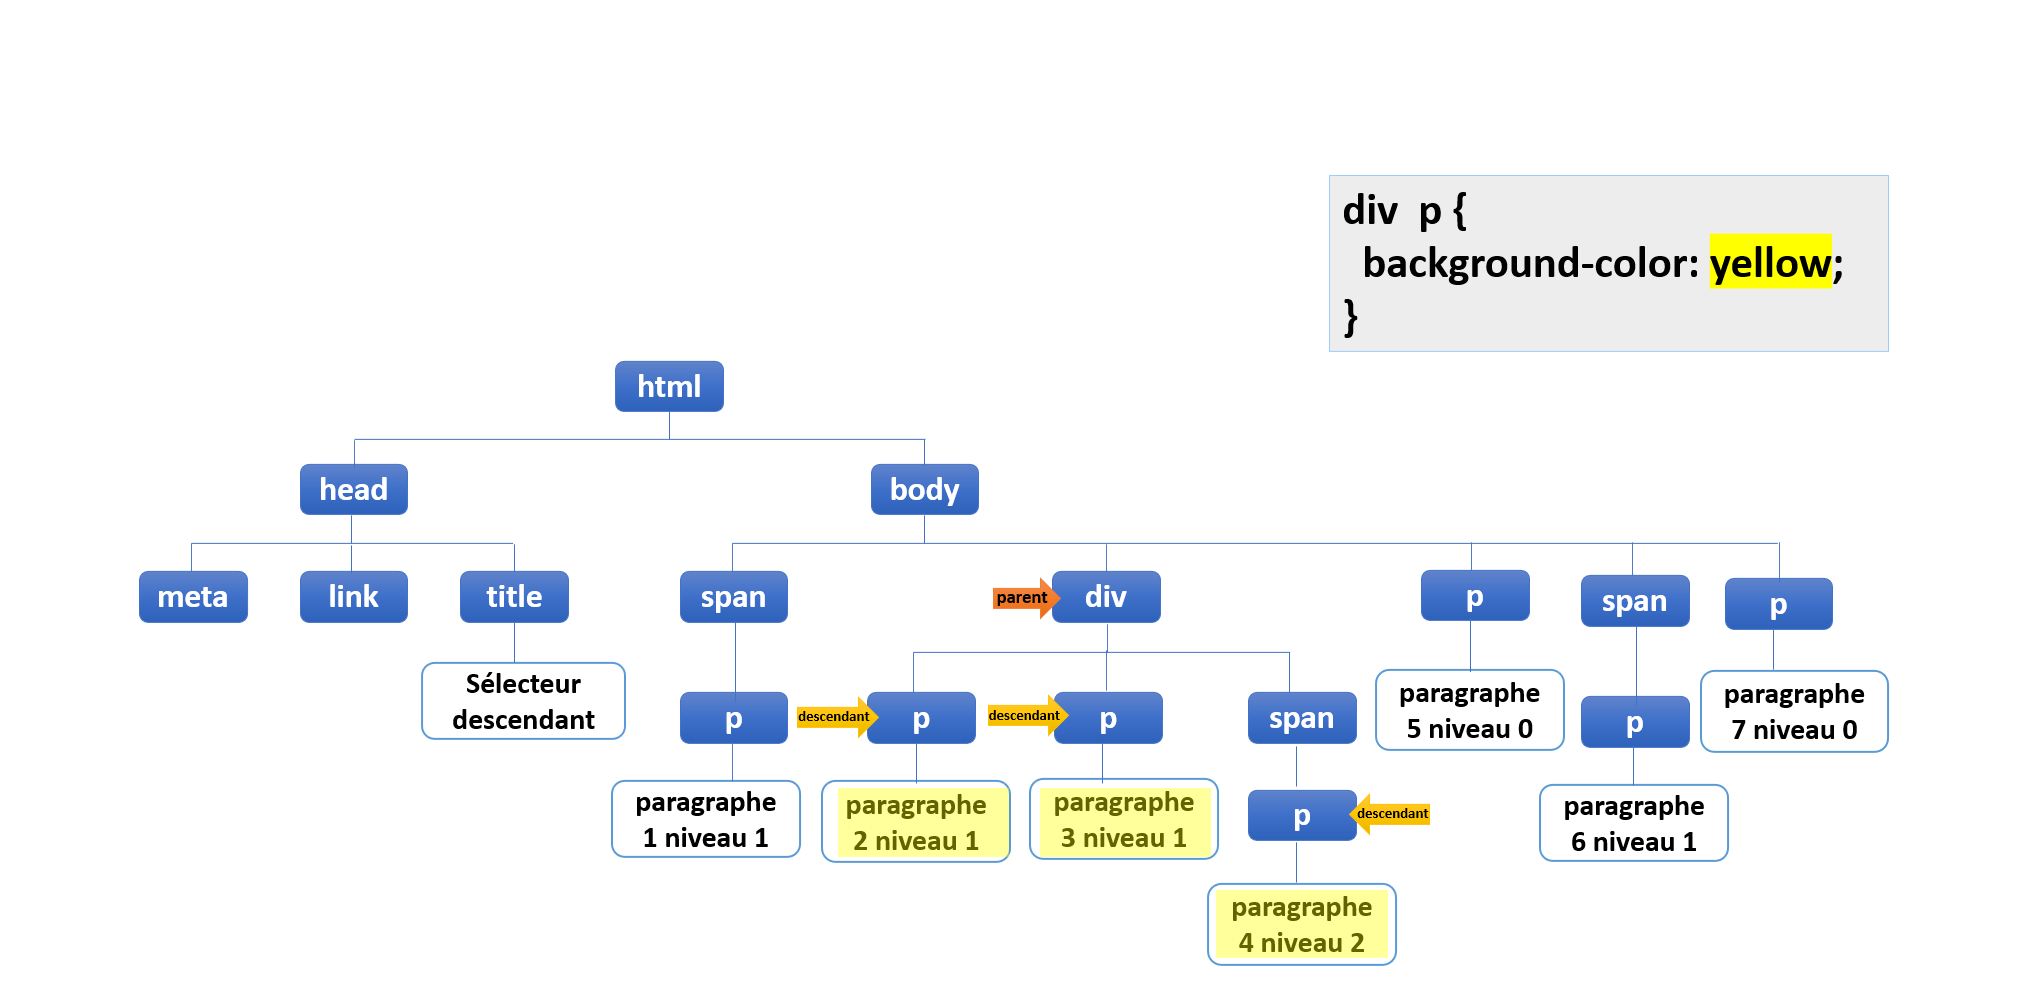 div  p {
background-color: yellow;
}
html
head
body
meta
link
title
span
parent
div
p
span
p
Sélecteur
descendant
p
descendant
p
descendant
p
span
paragraphe
5 niveau 0
p
paragraphe
7 niveau 0
paragraphe
1 niveau 1
paragraphe
2 niveau 1
paragraphe
3 niveau 1
p
descendant
paragraphe
6 niveau 1
paragraphe
4 niveau 2